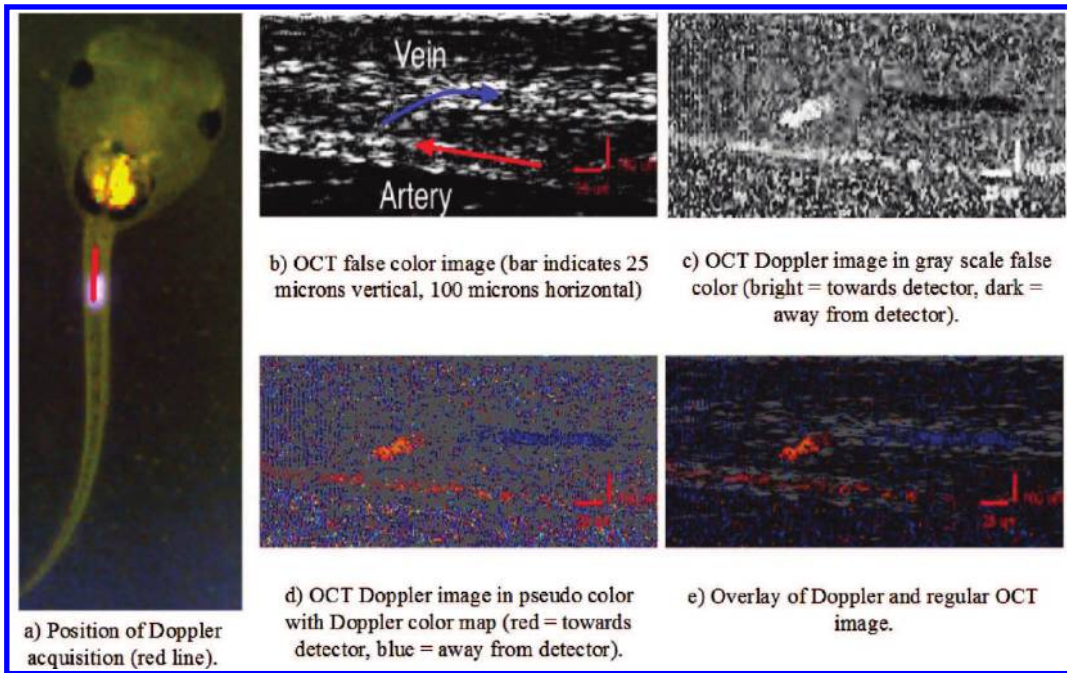 Vein
Artery
b) OCT false color image (bar indicates 25
microns vertical, 100 microns horizontal)
c) OCT Doppler image in gray scale false
color (bright = towards detector, dark =
away from detector).
a) Position of Doppler
acquisition (red line).
d) OCT Doppler image in pseudo color
with Doppler color map (red = towards
detector, blue = away from detector).
e) Overlay of Doppler and regular OCT
image.